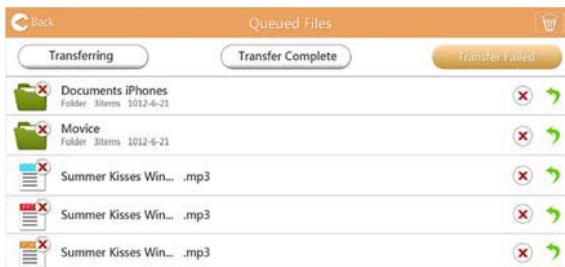 Back
Queued Files
Transferring
Transfer Complete
Transfer Failed
Documents iPhones
Folder 3items 1012-6-21
Movice
Folder 3items 1012-6-21
Summer Kisses Win... .mp3
Summer Kisses Win... .mp3
Summer Kisses Win... .mp3